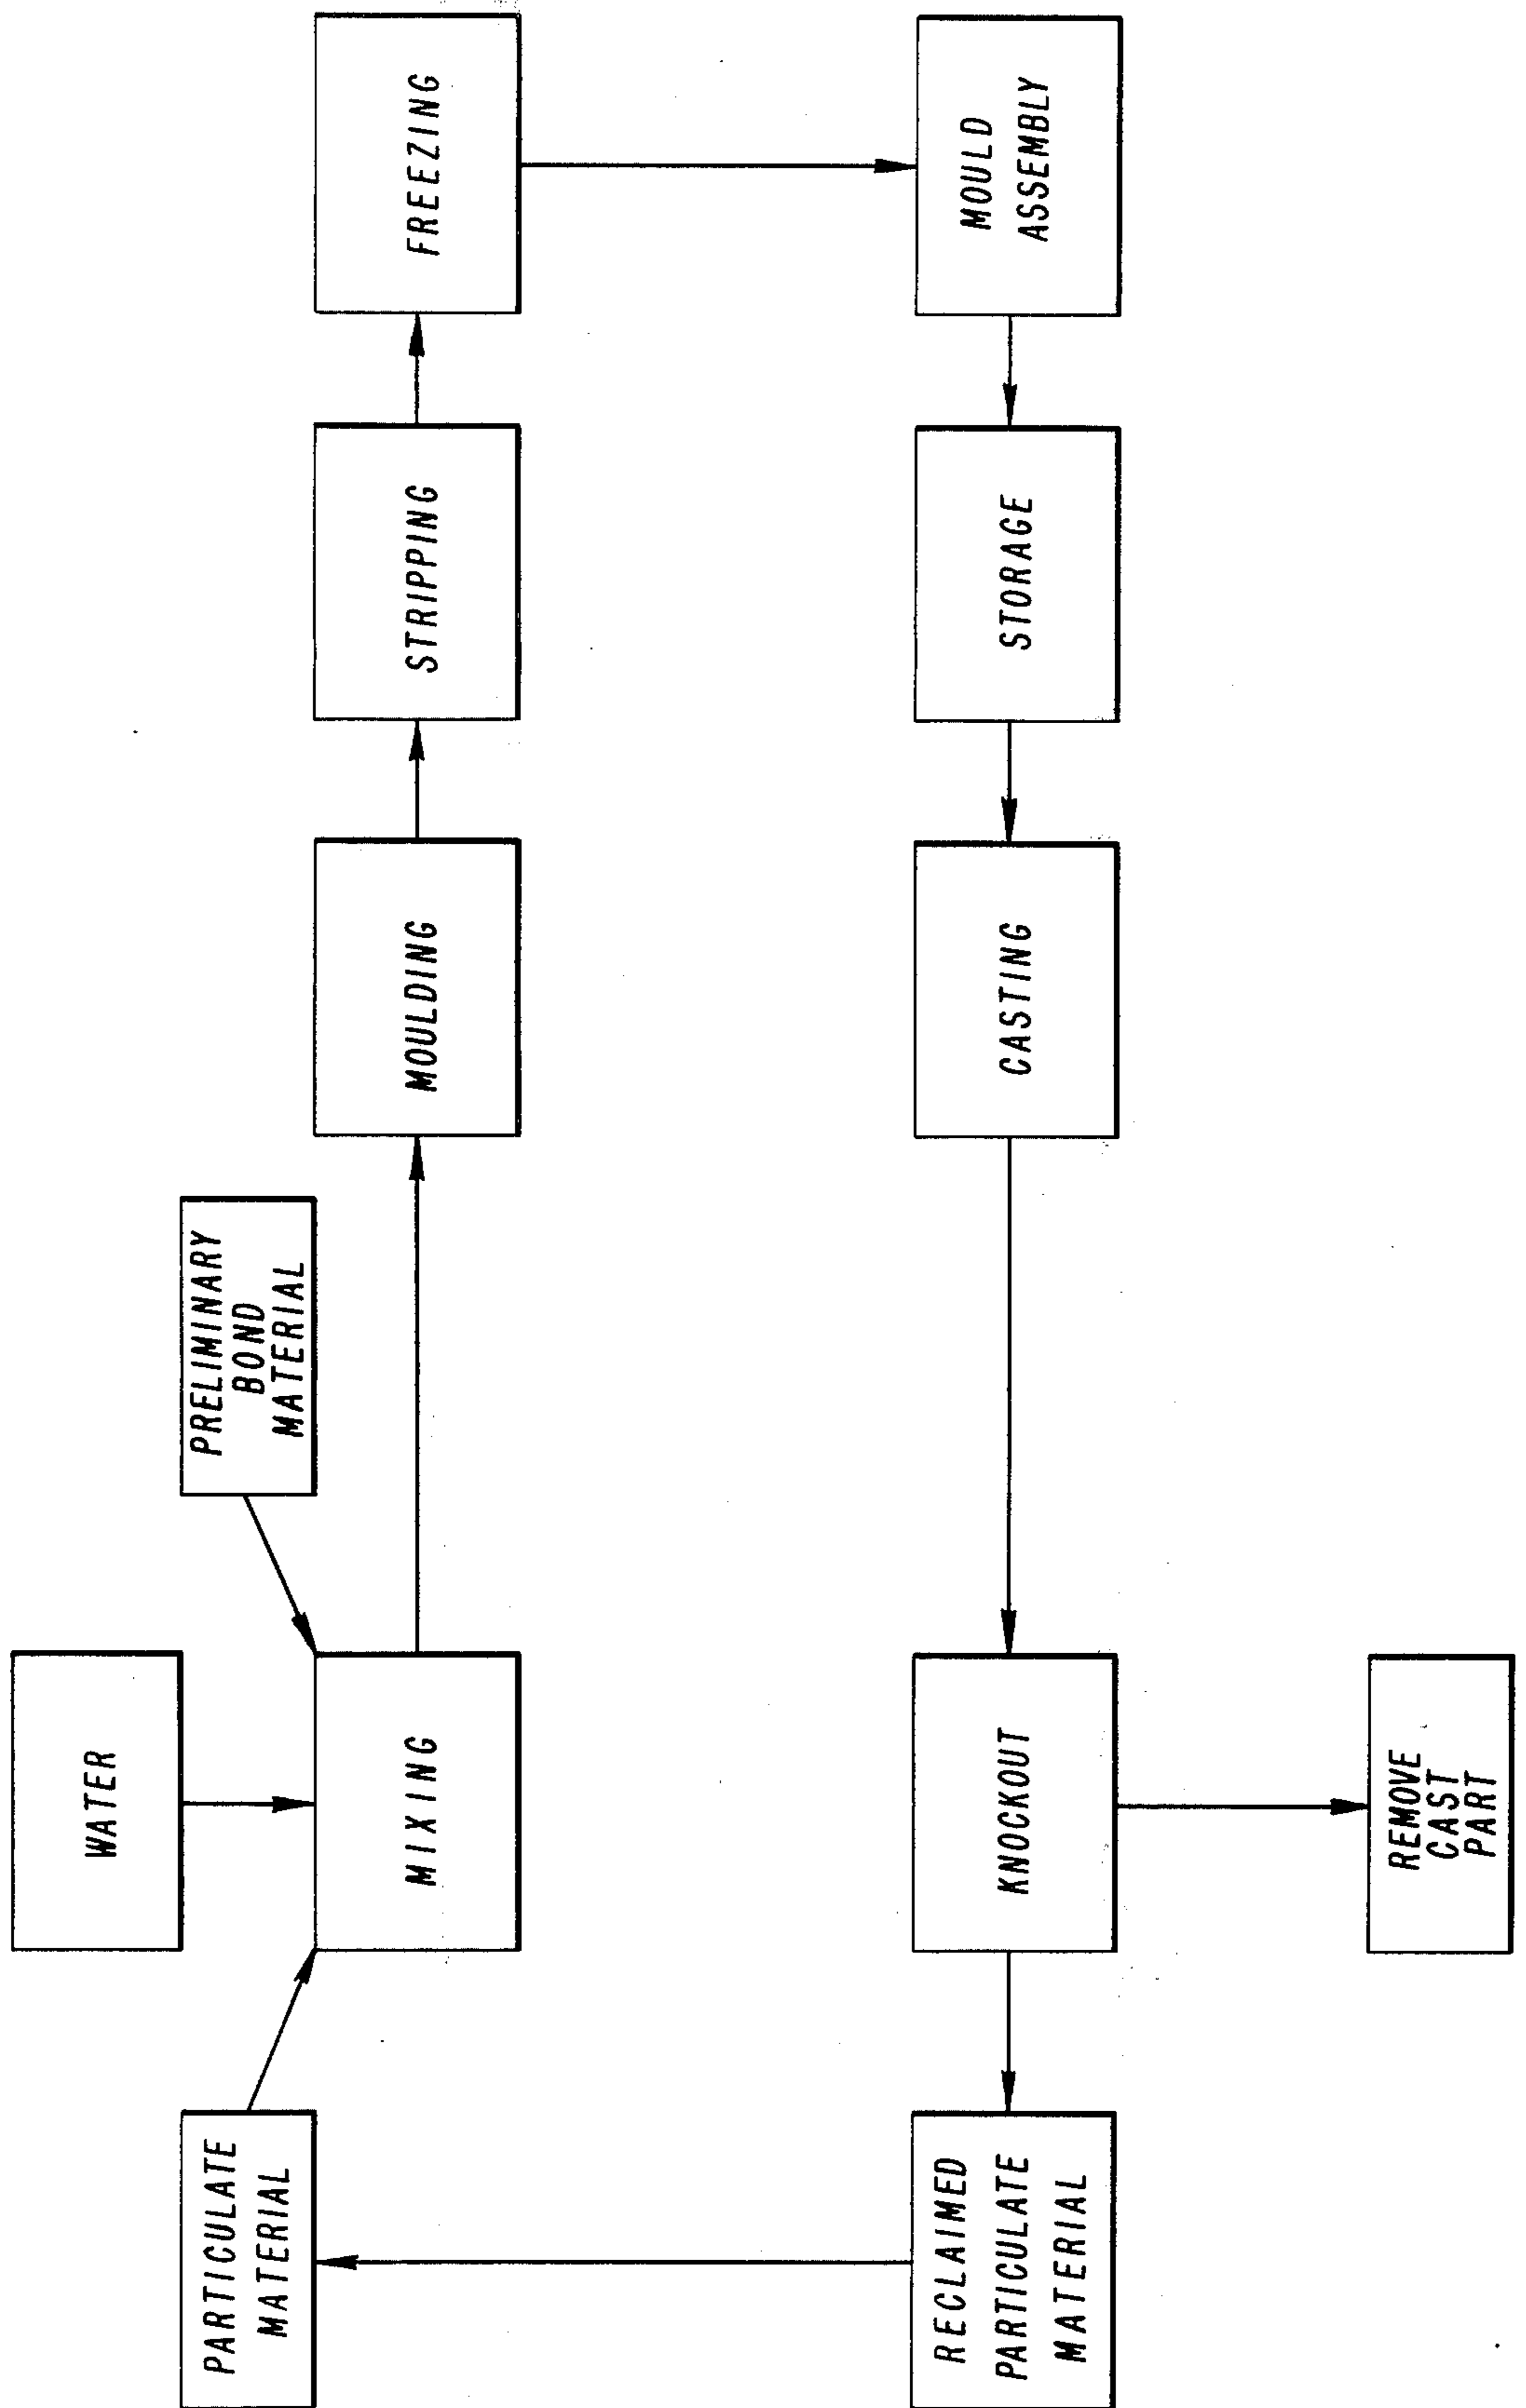 WATER
PARTICULATE
MATERIAL
PRELIMINARY
BOND
MATERIAL
MIXING
MOULDING
STRIPPING
FREEZING
MOULD
ASSEMBLY
STORAGE
CASTING
KNOCKOUT
RECLAIMED
PARTICULATE
MATERIAL
REMOVE
CAST
PART